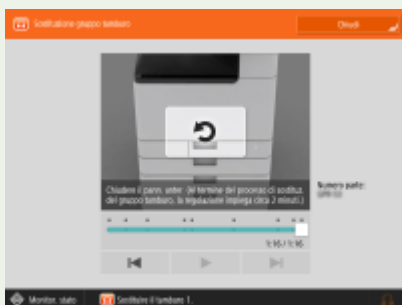 Sostituzione gruppo tamburo
Chiudi
Chiudere il pann. anter. (Al termine del processo di sostituz.
del gruppo tamburo, la regolazione impiega circa 2 minuti.)
Numero parte:
1:16 / 1:16
Monitor. stato
Sostituire il tamburo 1.